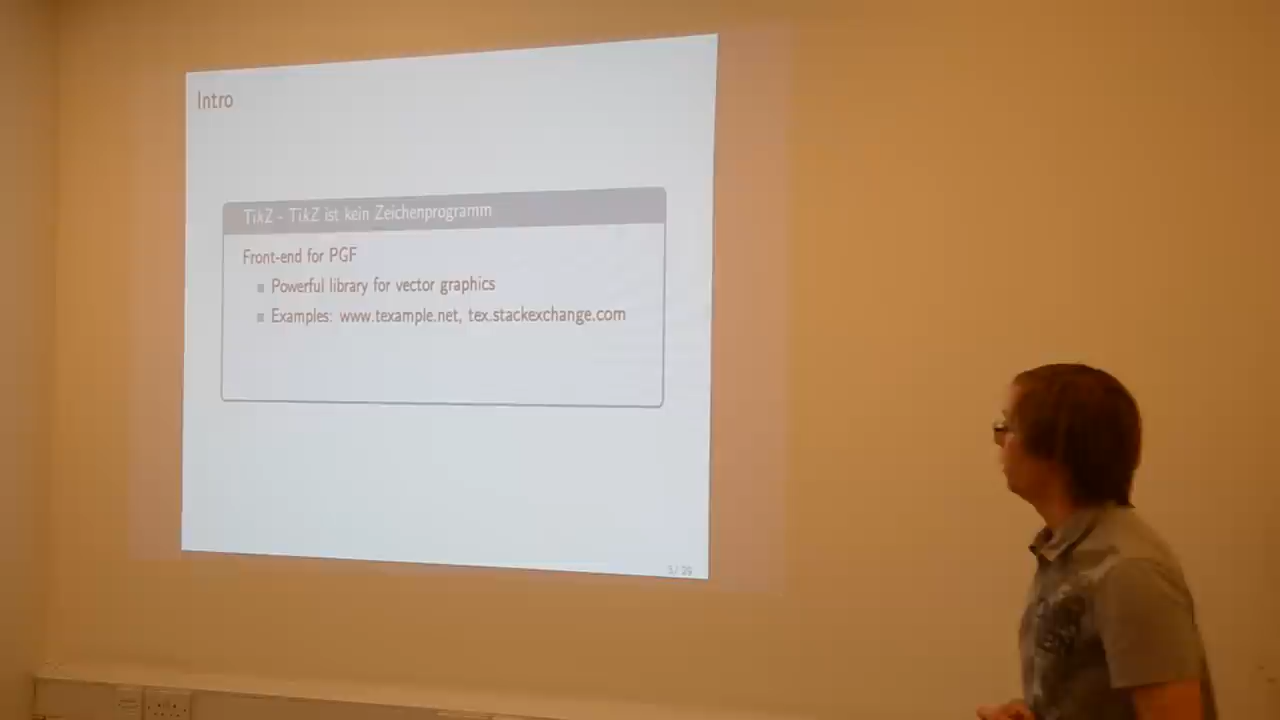 Intro
TikZ - TikZ ist kein Zeichenprogramm
Front-end for PGF
Powerful library for vector graphics
Examples: www.texample.net, tex.stackexchange.com